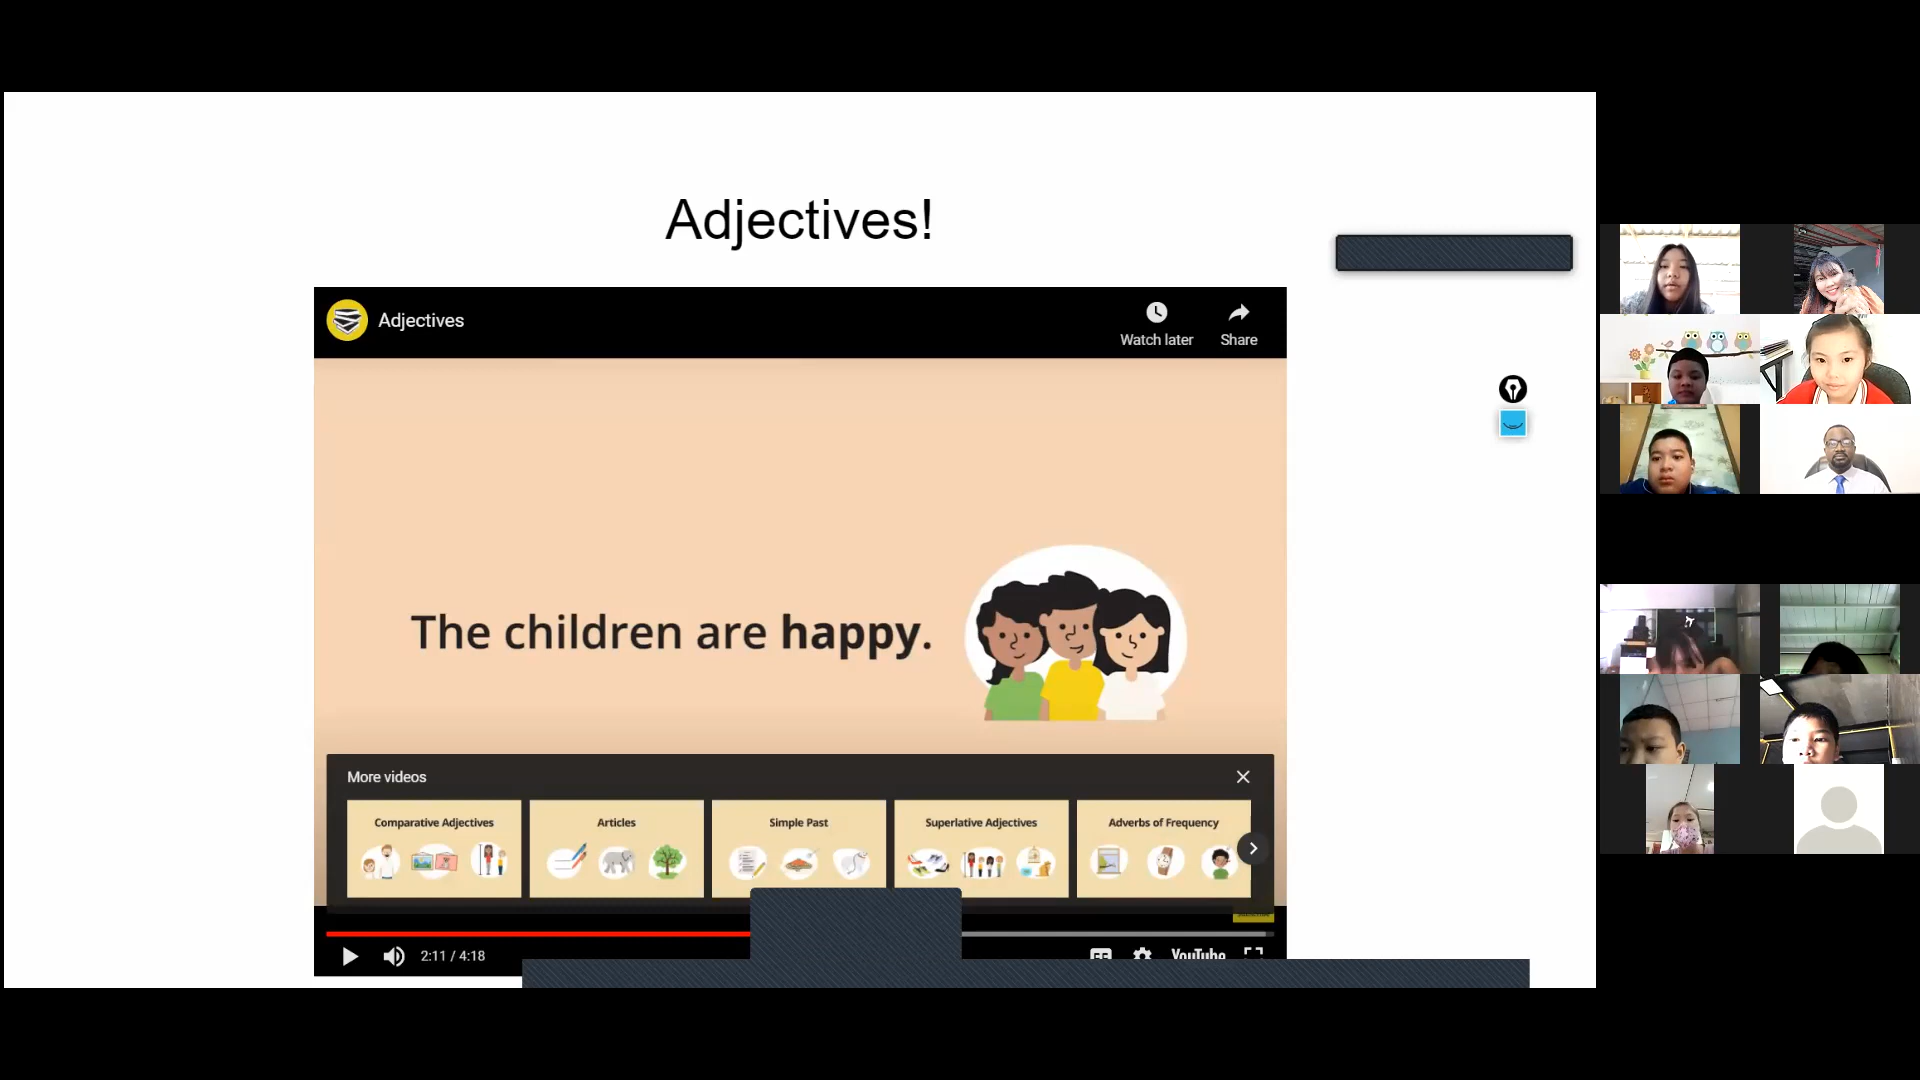 Adjectives!
Adjectives
Watch later
Share
The children are happy.
More videos
Comparative Adjectives
Articles
Simple Past
Superlative Adjectives
Adverbs of Frequency
2:11 / 4:18
YouTube